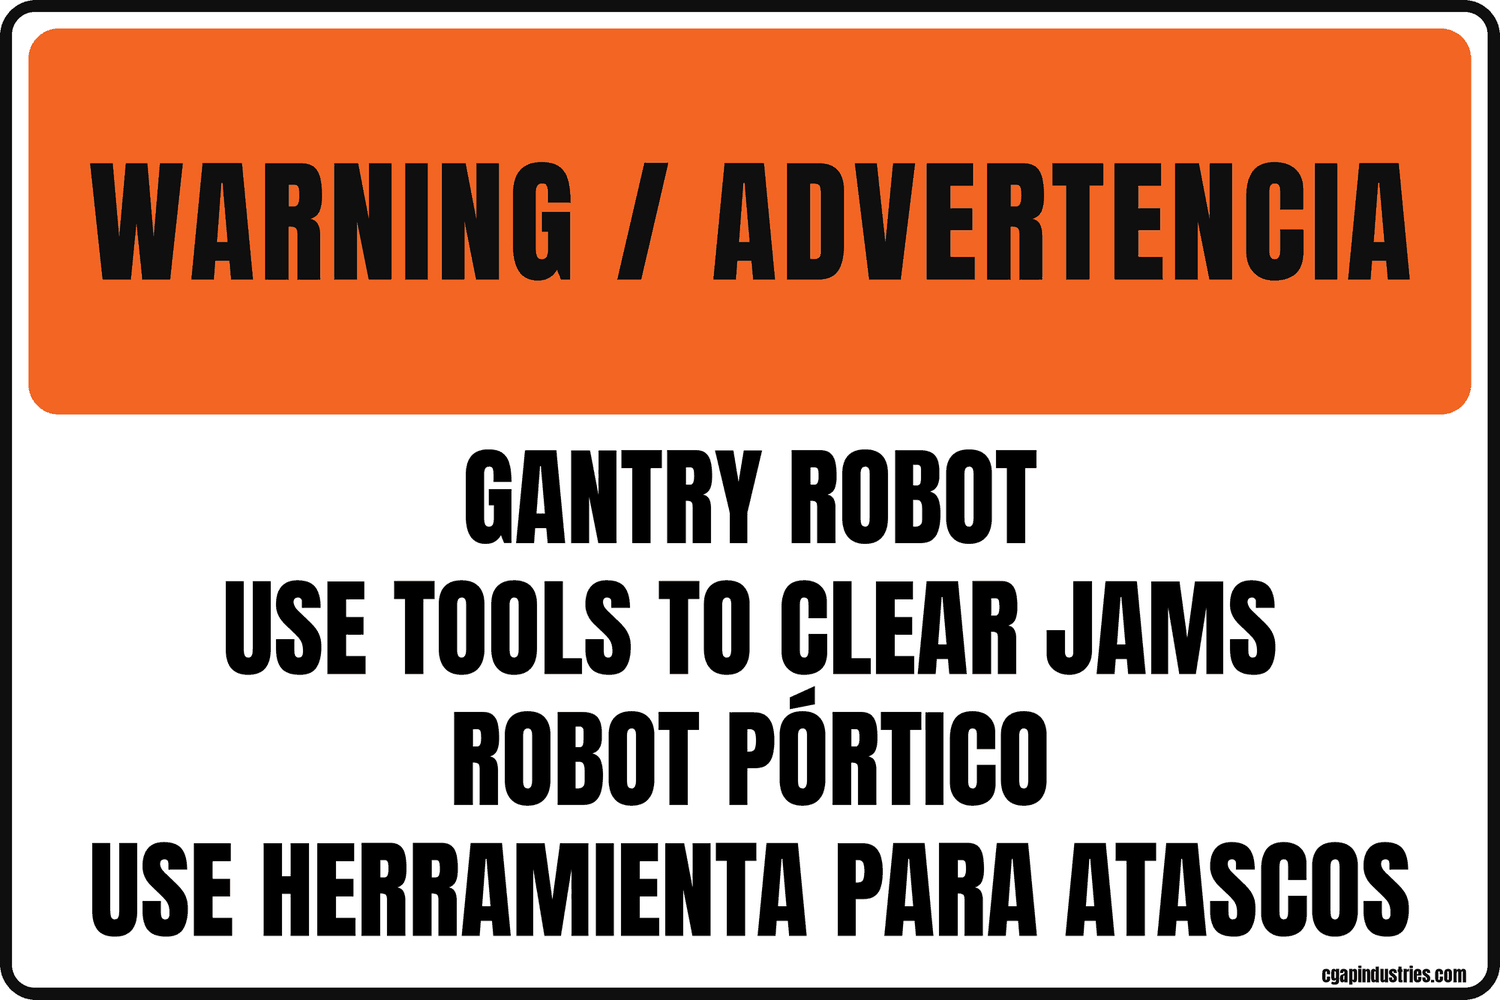 WARNING / ADVERTENCIA
GANTRY ROBOT
USE TOOLS TO CLEAR JAMS
ROBOT PÓRTICO
USE HERRAMIENTA PARA ATASCOS
cgapindustries.com